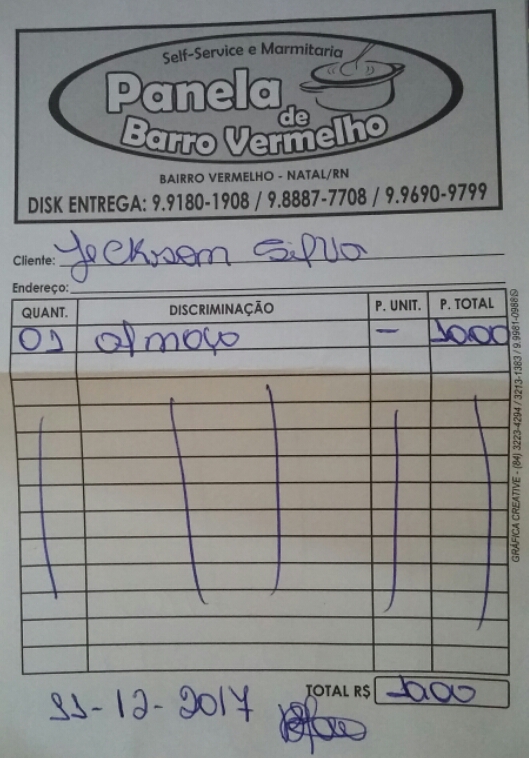 Self-Service e Marmitaria
Panela
de
Barro Vermelho
BAIRRO VERMELHO - NATAL/RN
DISK ENTREGA: 9.9180-1908 / 9.8887-7708 / 9.9690-9799
Cliente: Jeckson Silva
Endereço:
QUANT. DISCRIMINAÇÃO P. UNIT. P. TOTAL
01 almoço — 10,00
TOTAL R$ 10,00
11-12-2017
GRÁFICA CREATIVE - (84) 3223-4294 / 3213-1383 / 9.9981-0988